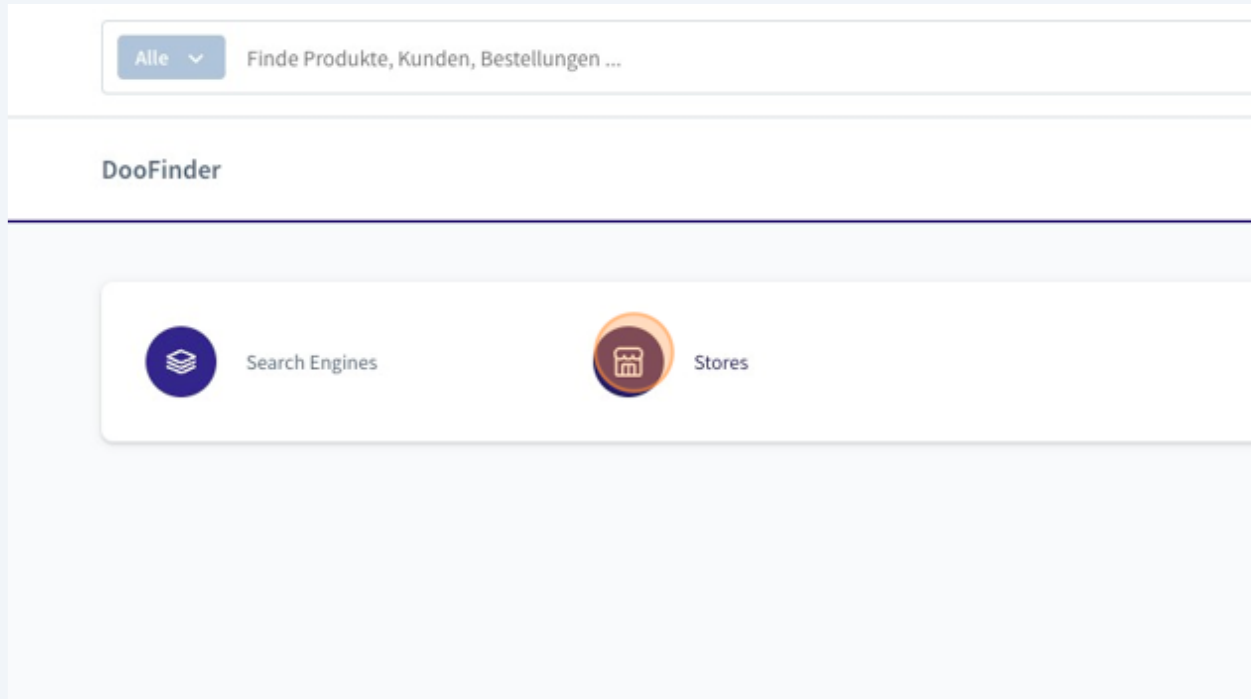 Alle
Finde Produkte, Kunden, Bestellungen ...
DooFinder
Search Engines
Stores